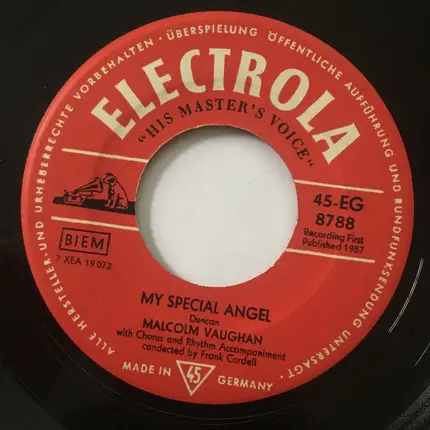 ALLE HERSTELLER- UND URHEBERRECHTE VORBEHALTEN · ÜBERSPIELUNG ÖFFENTLICHE AUFFÜHRUNG UND RUNDFUNKSENDUNG UNTERSAGT ·
ELECTROLA
"HIS MASTER'S VOICE"
45-EG
8788
Recording First
Published 1957
BIEM
7 XEA 19 073
MY SPECIAL ANGEL
Duncan
MALCOLM VAUGHAN
with Chorus and Rhythm Accompaniment
conducted by Frank Cordell
MADE IN 45 GERMANY